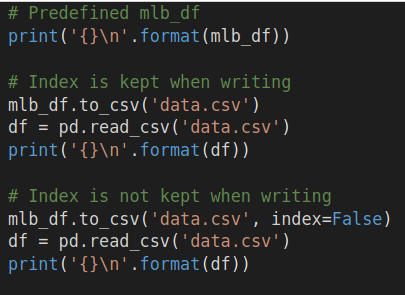 # Predefined mlb_df
print('{}\n'.format(mlb_df))

# Index is kept when writing
mlb_df.to_csv('data.csv')
df = pd.read_csv('data.csv')
print('{}\n'.format(df))

# Index is not kept when writing
mlb_df.to_csv('data.csv', index=False)
df = pd.read_csv('data.csv')
print('{}\n'.format(df))